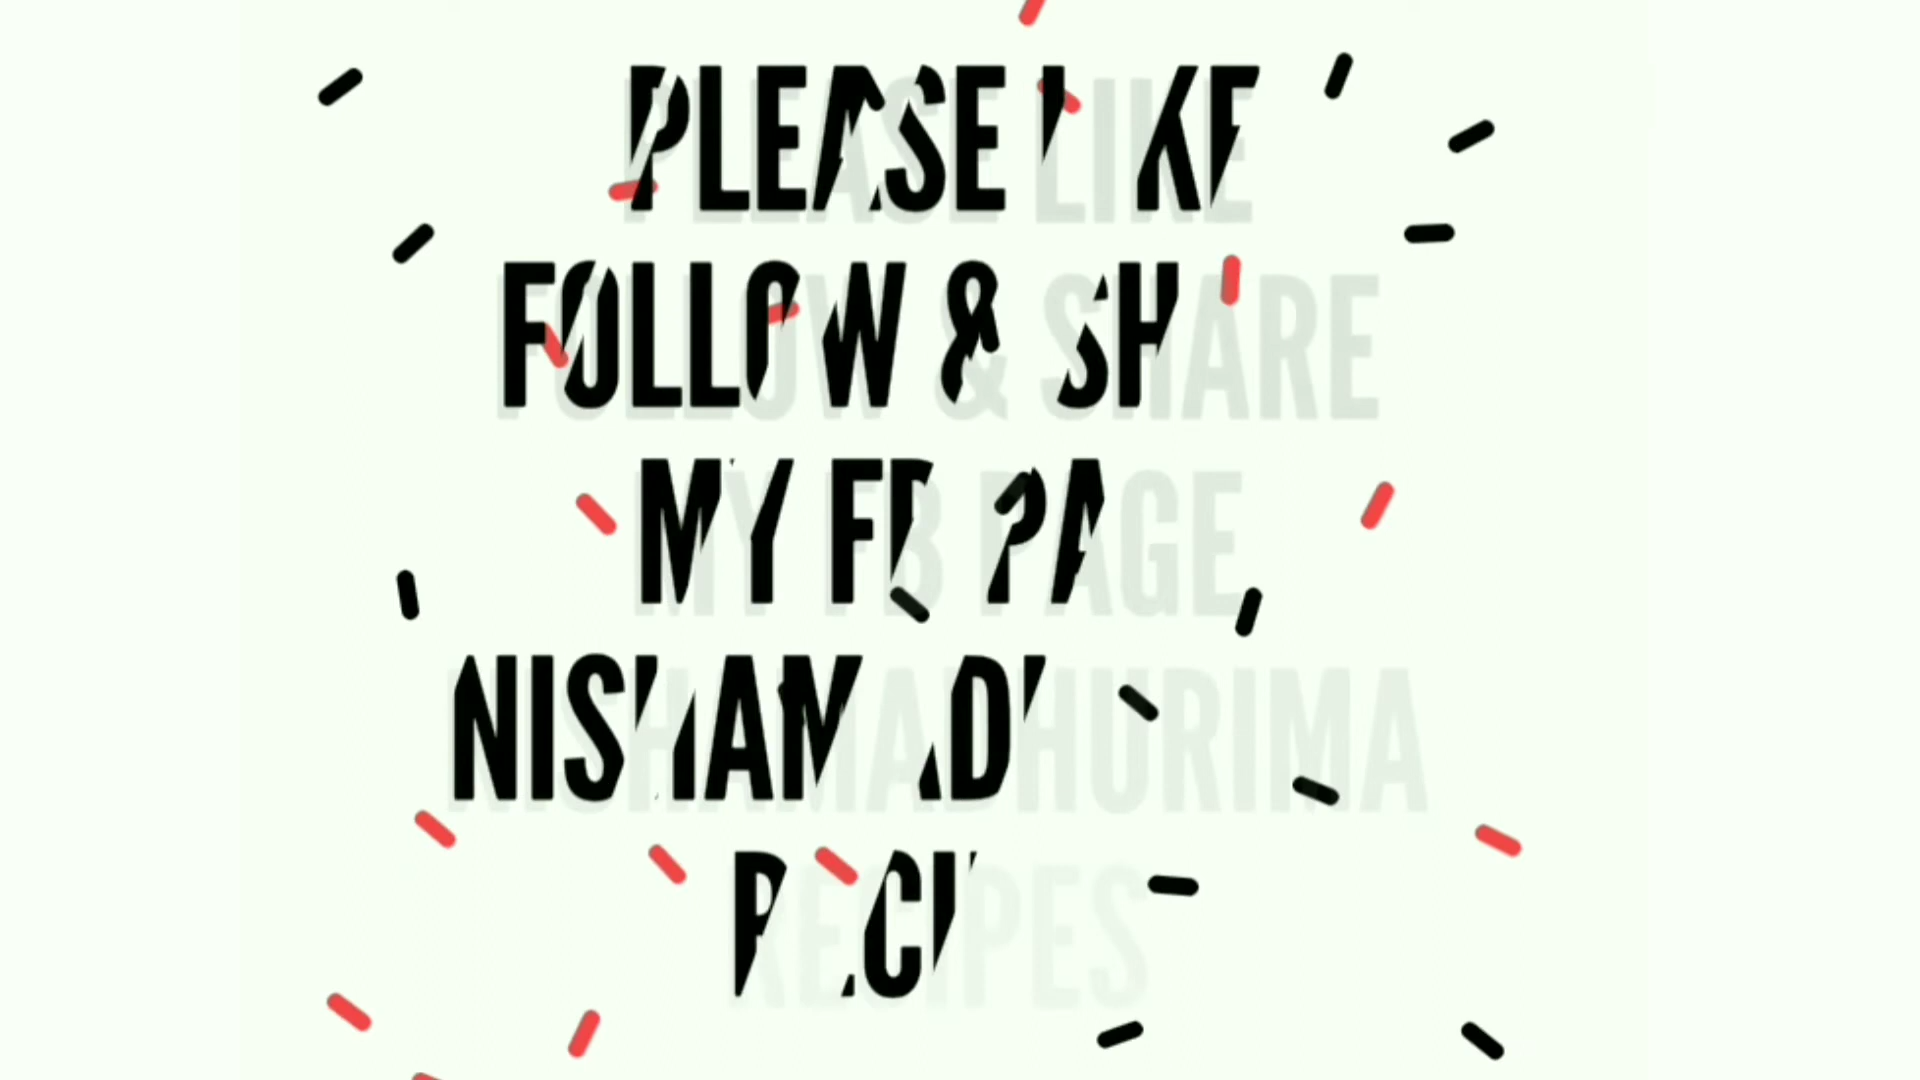 PLEASE LIKE
FOLLOW & SHARE
MY FB PAGE
NISHAMADHURIMA
RECIPES